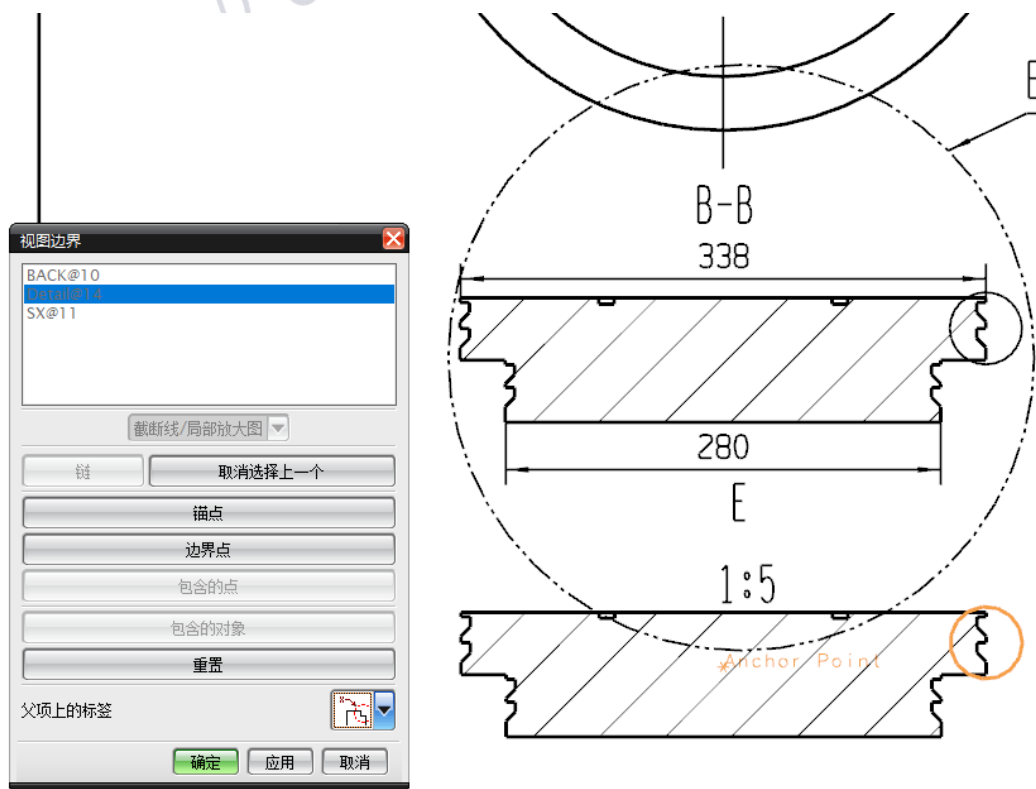 视图边界
BACK@10
Detail@14
SX@11
截断线/局部放大图
链
取消选择上一个
锚点
边界点
包含的点
包含的对象
重置
父项上的标签
确定
应用
取消
B-B
338
280
E
1:5
Anchor Point